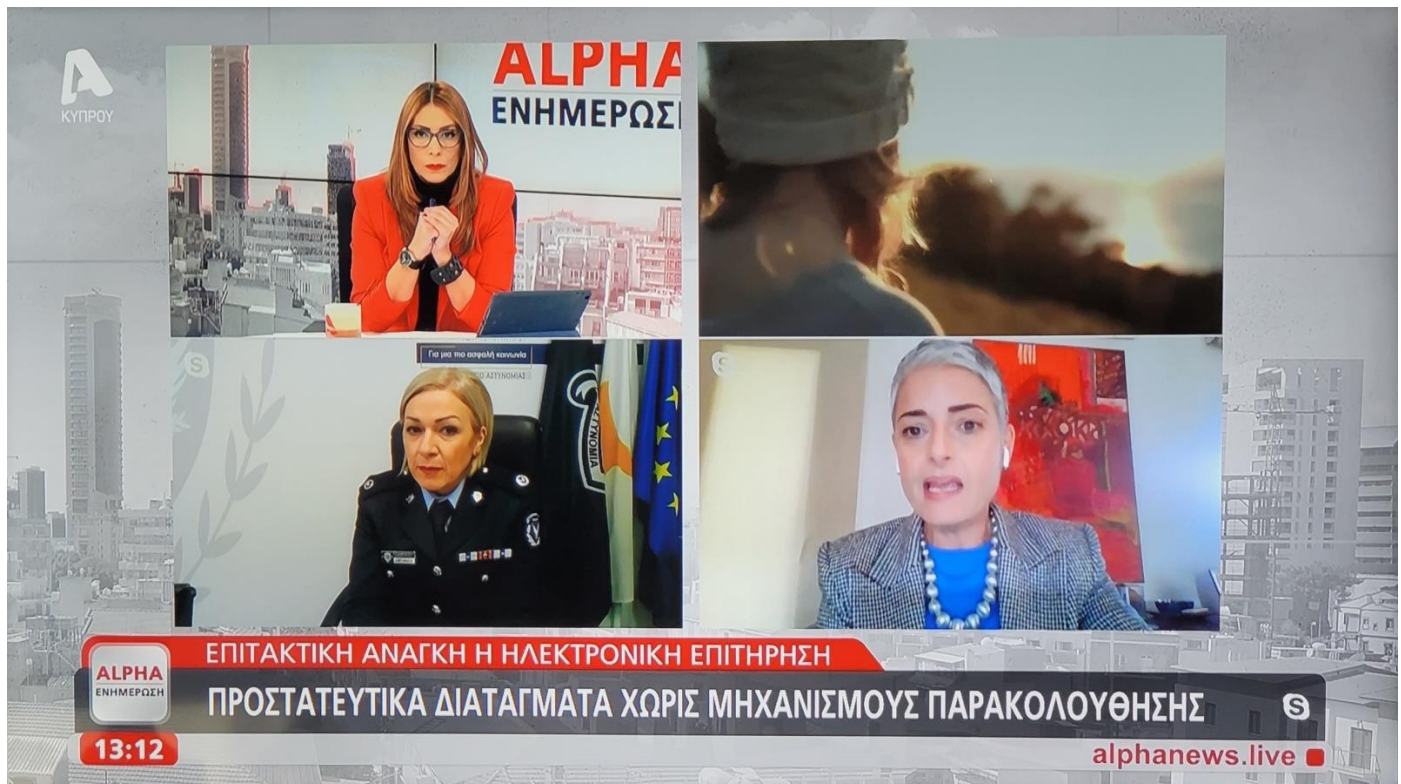 ΚΥΠΡΟΥ
ALPHA
ΕΝΗΜΕΡΩΣ
Για μια πιο ασφαλή κοινωνία
ΑΣΤΥΝΟΜΙΑΣ
ΑΣΤΥΝΟΜΙΑ
ΕΠΙΤΑΚΤΙΚΗ ΑΝΑΓΚΗ Η ΗΛΕΚΤΡΟΝΙΚΗ ΕΠΙΤΗΡΗΣΗ
ALPHA
ΕΝΗΜΕΡΩΣΗ
ΠΡΟΣΤΑΤΕΥΤΙΚΑ ΔΙΑΤΑΓΜΑΤΑ ΧΩΡΙΣ ΜΗΧΑΝΙΣΜΟΥΣ ΠΑΡΑΚΟΛΟΥΘΗΣΗΣ
13:12
alphanews.live